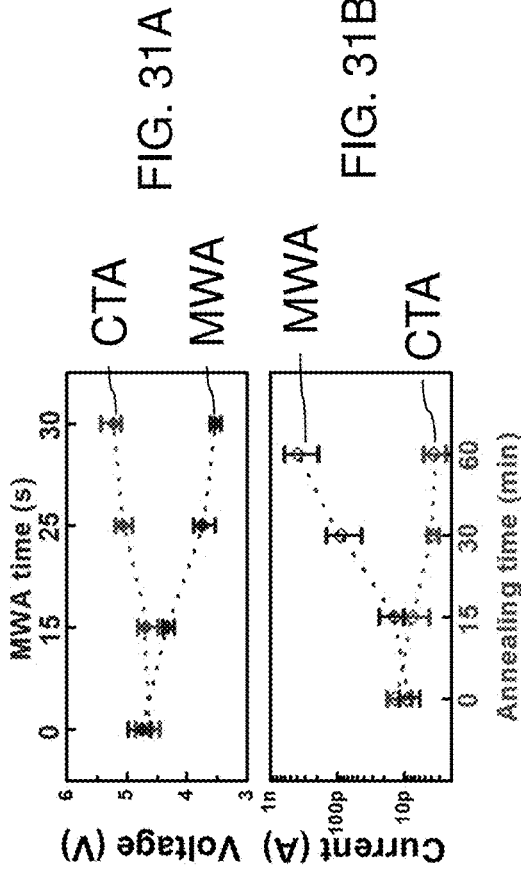 MWA time (s)
0 15 25 30
6
5
4
3
Voltage (V)
CTA
MWA
FIG. 31A
1n
100p
10p
Current (A)
MWA
CTA
0 15 30 60
Annealing time (min)
FIG. 31B